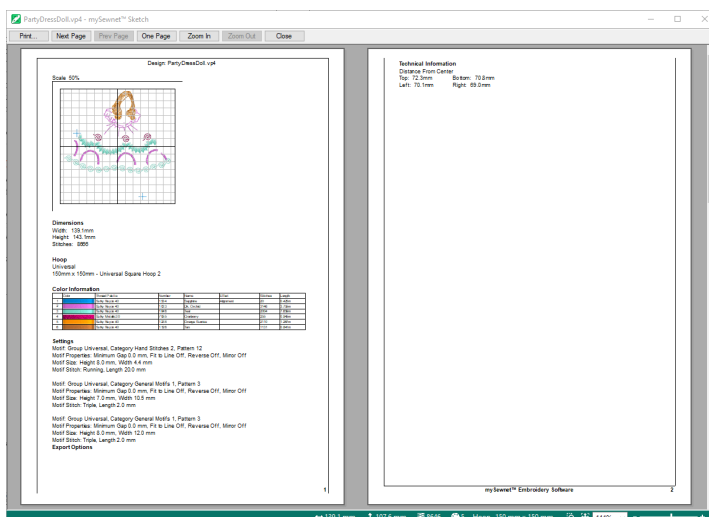 PartyDressDoll.vp4 - mySewnet™ Sketch
Print... Next Page Prev Page One Page Zoom In Zoom Out Close
Design: PartyDressDoll.vp4
Scale 50%
Dimensions
Width: 139.1mm
Height: 143.1mm
Stitches: 8666
Hoop
Universal
150mm x 150mm - Universal Square Hoop 2
Color Information
Settings
Motif: Group Universal, Category Hand Stitches 2, Pattern 12
Motif Properties: Minimum Gap 0.0 mm, Fit to Line Off, Reverse Off, Mirror Off
Motif Size: Height 8.0 mm, Width 4.4 mm
Motif Stitch: Running, Length 20.0 mm
Motif: Group Universal, Category General Motifs 1, Pattern 3
Motif Properties: Minimum Gap 0.0 mm, Fit to Line Off, Reverse Off, Mirror Off
Motif Size: Height 7.0 mm, Width 10.5 mm
Motif Stitch: Triple, Length 2.0 mm
Motif: Group Universal, Category General Motifs 1, Pattern 3
Motif Properties: Minimum Gap 0.0 mm, Fit to Line Off, Reverse Off, Mirror Off
Motif Size: Height 8.0 mm, Width 12.0 mm
Motif Stitch: Triple, Length 2.0 mm
Export Options
1
Technical Information
Distance From Center
Top: 72.3mm Bottom: 70.8mm
Left: 70.1mm Right: 69.0mm
mySewnet™ Embroidery Software 2